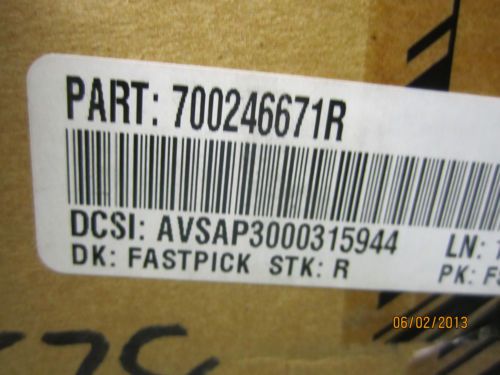 PART: 700246671R
DCSI: AVSAP3000315944 LN:
DK: FASTPICK STK: R PK:
06/02/2013